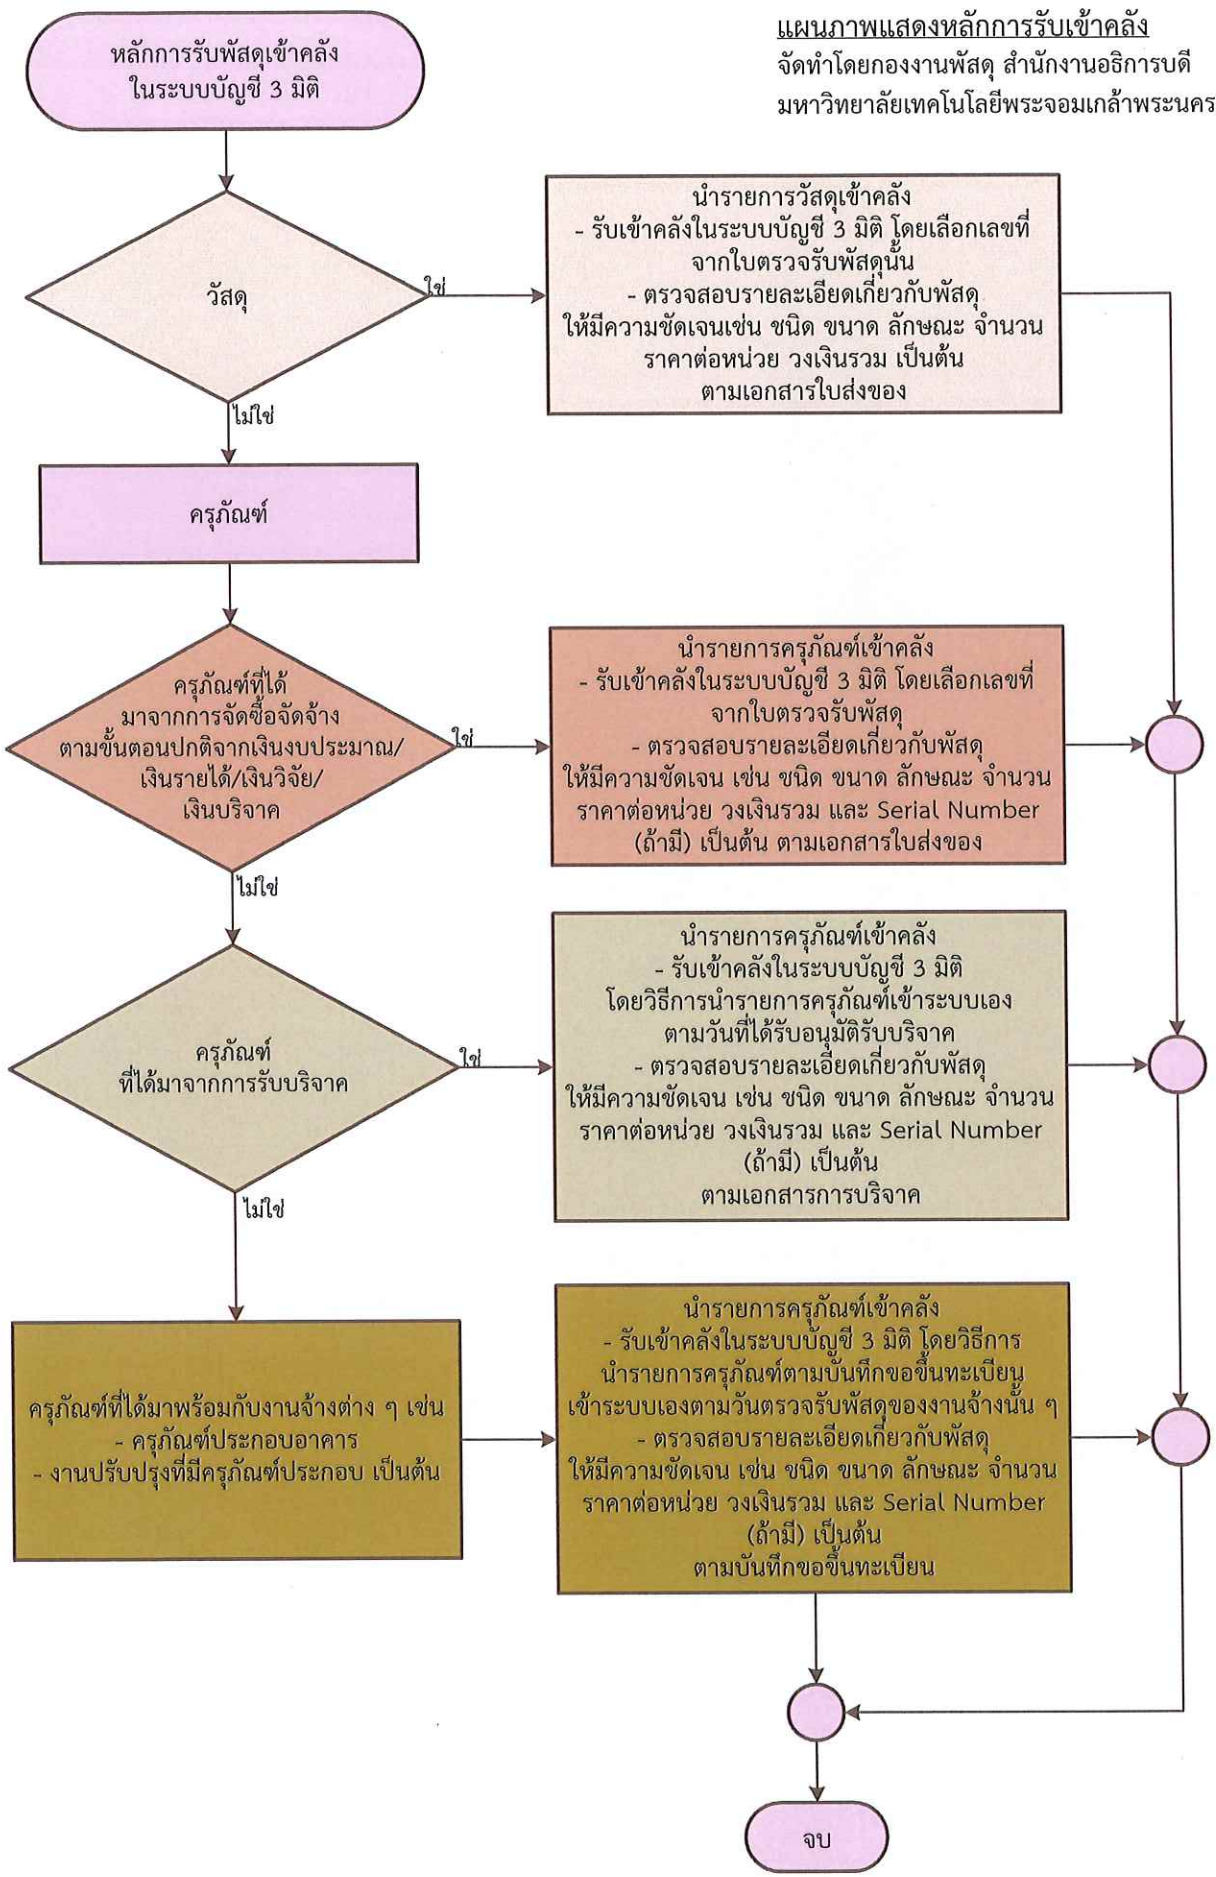 แผนภาพแสดงหลักการรับเข้าคลัง
จัดทำโดยกองงานพัสดุ สำนักงานอธิการบดี
มหาวิทยาลัยเทคโนโลยีพระจอมเกล้าพระนคร
หลักการรับพัสดุเข้าคลัง
ในระบบบัญชี 3 มิติ
วัสดุ
ใช่
นำรายการวัสดุเข้าคลัง
- รับเข้าคลังในระบบบัญชี 3 มิติ โดยเลือกเลขที่
จากใบตรวจรับพัสดุนั้น
- ตรวจสอบรายละเอียดเกี่ยวกับพัสดุ
ให้มีความชัดเจนเช่น ชนิด ขนาด ลักษณะ จำนวน
ราคาต่อหน่วย วงเงินรวม เป็นต้น
ตามเอกสารใบส่งของ
ไม่ใช่
ครุภัณฑ์
ครุภัณฑ์ที่ได้
มาจากการจัดซื้อจัดจ้าง
ตามขั้นตอนปกติจากเงินงบประมาณ/
เงินรายได้/เงินวิจัย/
เงินบริจาค
ใช่
นำรายการครุภัณฑ์เข้าคลัง
- รับเข้าคลังในระบบบัญชี 3 มิติ โดยเลือกเลขที่
จากใบตรวจรับพัสดุ
- ตรวจสอบรายละเอียดเกี่ยวกับพัสดุ
ให้มีความชัดเจน เช่น ชนิด ขนาด ลักษณะ จำนวน
ราคาต่อหน่วย วงเงินรวม และ Serial Number
(ถ้ามี) เป็นต้น ตามเอกสารใบส่งของ
ไม่ใช่
ครุภัณฑ์
ที่ได้มาจากการรับบริจาค
ใช่
นำรายการครุภัณฑ์เข้าคลัง
- รับเข้าคลังในระบบบัญชี 3 มิติ
โดยวิธีการนำรายการครุภัณฑ์เข้าระบบเอง
ตามวันที่ได้รับอนุมัติรับบริจาค
- ตรวจสอบรายละเอียดเกี่ยวกับพัสดุ
ให้มีความชัดเจน เช่น ชนิด ขนาด ลักษณะ จำนวน
ราคาต่อหน่วย วงเงินรวม และ Serial Number
(ถ้ามี) เป็นต้น
ตามเอกสารการบริจาค
ไม่ใช่
ครุภัณฑ์ที่ได้มาพร้อมกับงานจ้างต่าง ๆ เช่น
- ครุภัณฑ์ประกอบอาคาร
- งานปรับปรุงที่มีครุภัณฑ์ประกอบ เป็นต้น
นำรายการครุภัณฑ์เข้าคลัง
- รับเข้าคลังในระบบบัญชี 3 มิติ โดยวิธีการ
นำรายการครุภัณฑ์ตามบันทึกขอขึ้นทะเบียน
เข้าระบบเองตามวันตรวจรับพัสดุของงานจ้างนั้น ๆ
- ตรวจสอบรายละเอียดเกี่ยวกับพัสดุ
ให้มีความชัดเจน เช่น ชนิด ขนาด ลักษณะ จำนวน
ราคาต่อหน่วย วงเงินรวม และ Serial Number
(ถ้ามี) เป็นต้น
ตามบันทึกขอขึ้นทะเบียน
จบ